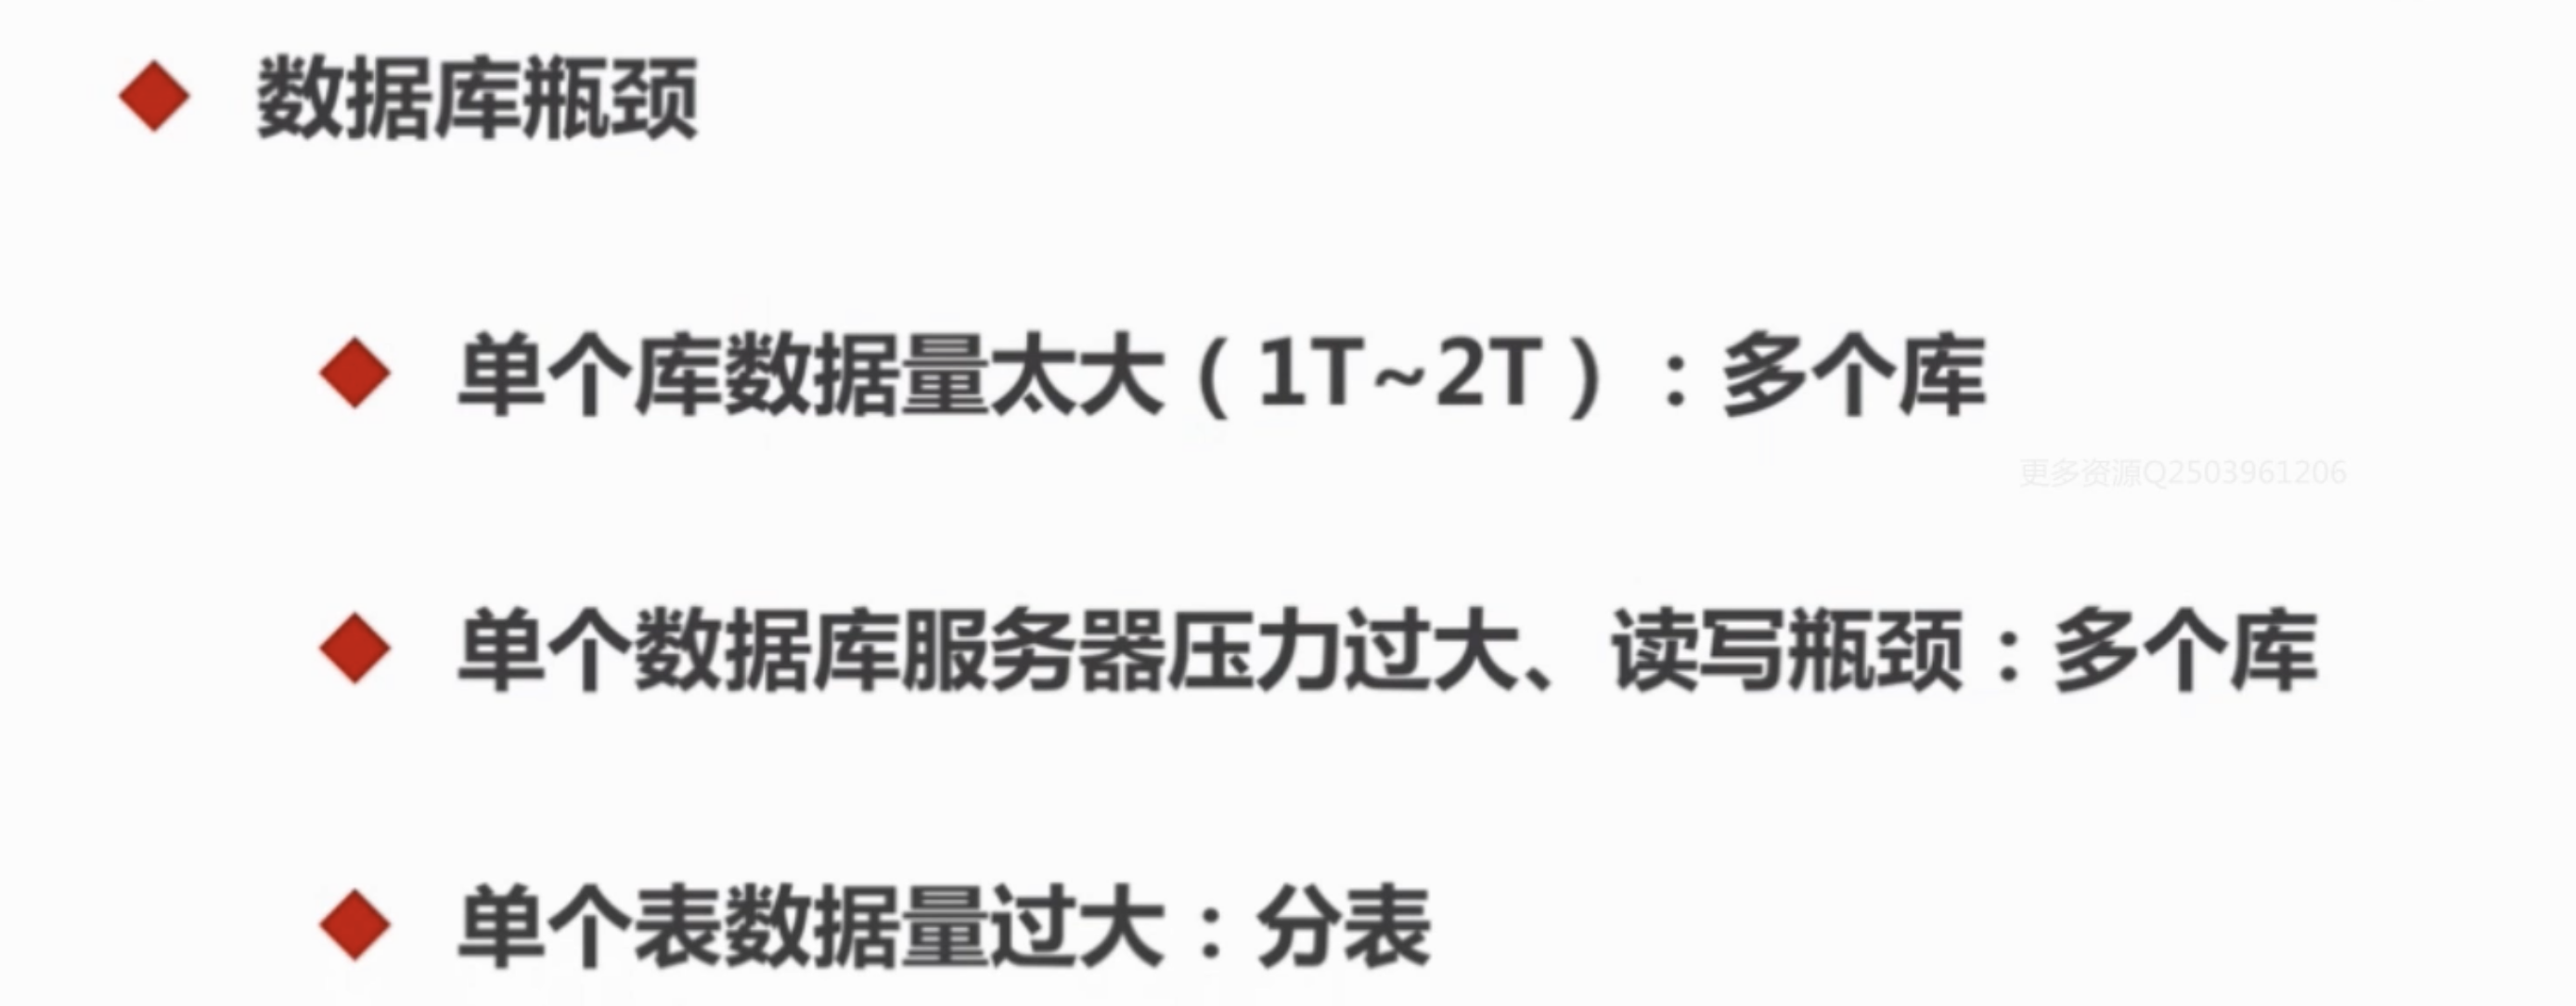 数据库瓶颈
单个库数据量太大（1T~2T）：多个库
更多资源Q2503961206
单个数据库服务器压力过大、读写瓶颈：多个库
单个表数据量过大：分表